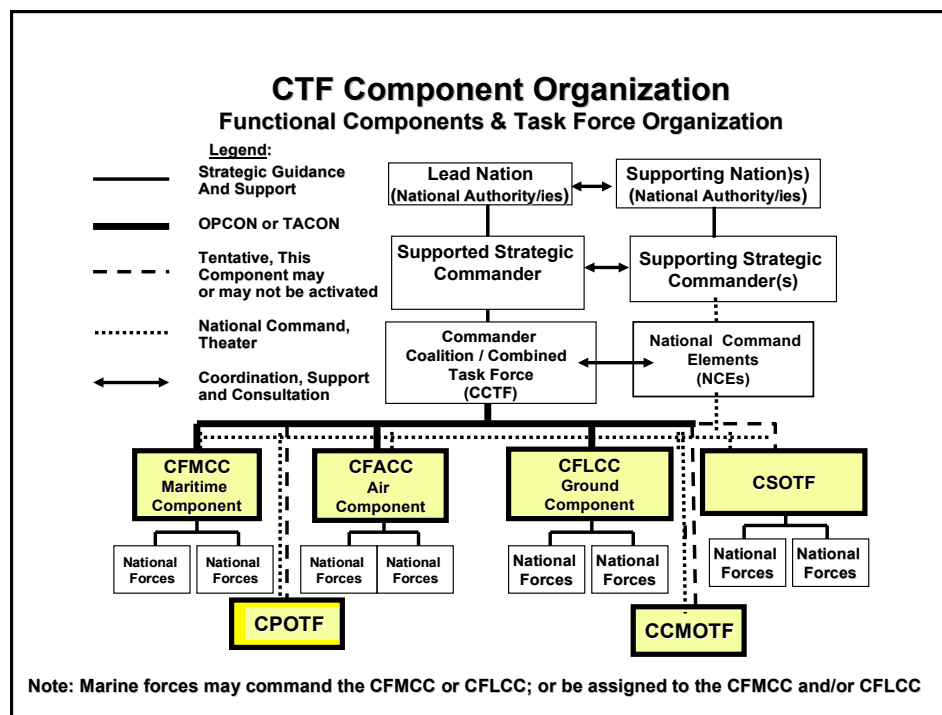 CTF Component Organization
Functional Components & Task Force Organization
Legend:
Strategic Guidance
And Support
OPCON or TACON
Tentative, This
Component may
or may not be activated
National Command,
Theater
Coordination, Support
and Consultation
Lead Nation
(National Authority/ies)
Supporting Nation)s)
(National Authority/ies)
Supported Strategic
Commander
Supporting Strategic
Commander(s)
Commander
Coalition / Combined
Task Force
(CCTF)
National Command
Elements
(NCEs)
CFMCC
Maritime
Component
CFACC
Air
Component
CFLCC
Ground
Component
CSOTF
National
Forces
National
Forces
National
Forces
National
Forces
National
Forces
National
Forces
National
Forces
National
Forces
CPOTF
CCMOTF
Note: Marine forces may command the CFMCC or CFLCC; or be assigned to the CFMCC and/or CFLCC